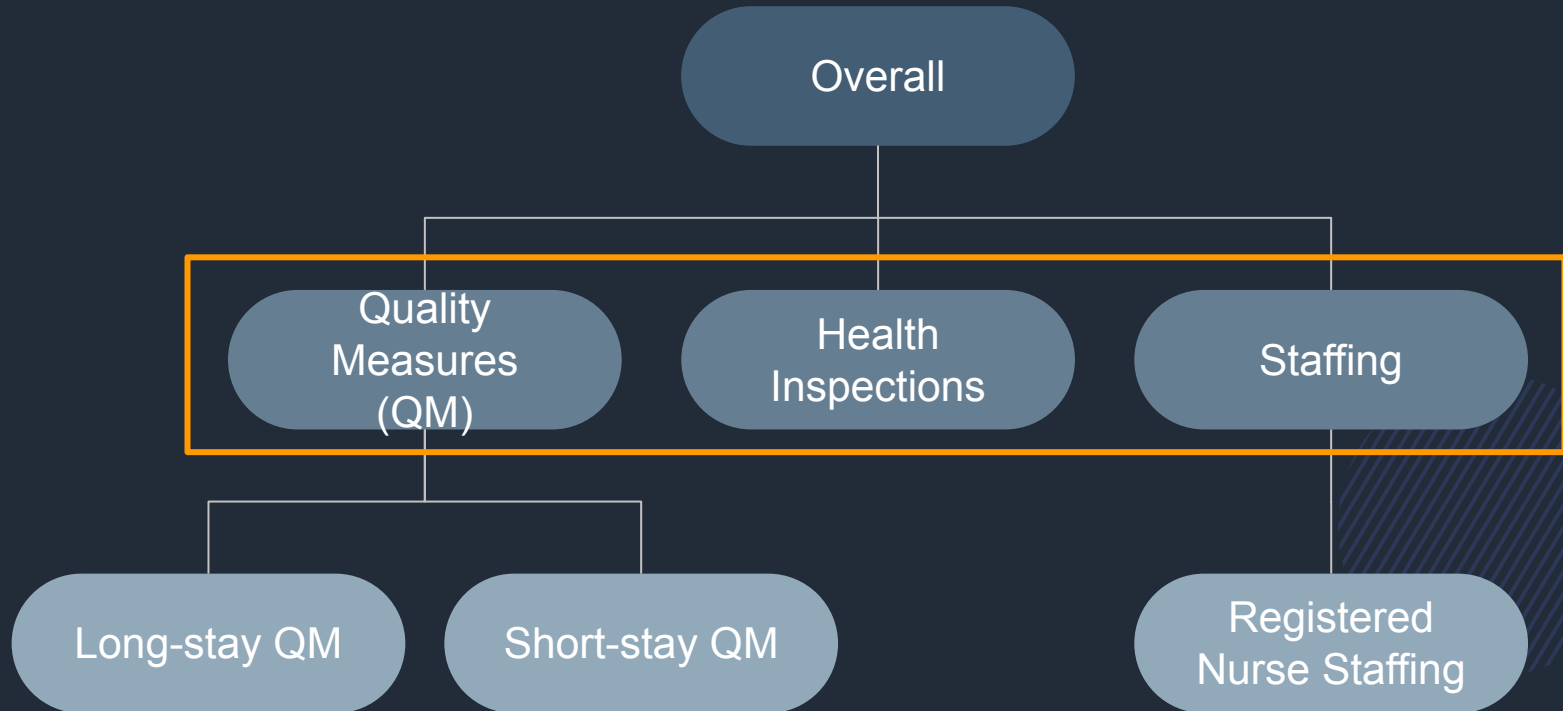 Overall
Quality
Measures
(QM)
Health
Inspections
Staffing
Long-stay QM
Short-stay QM
Registered
Nurse Staffing